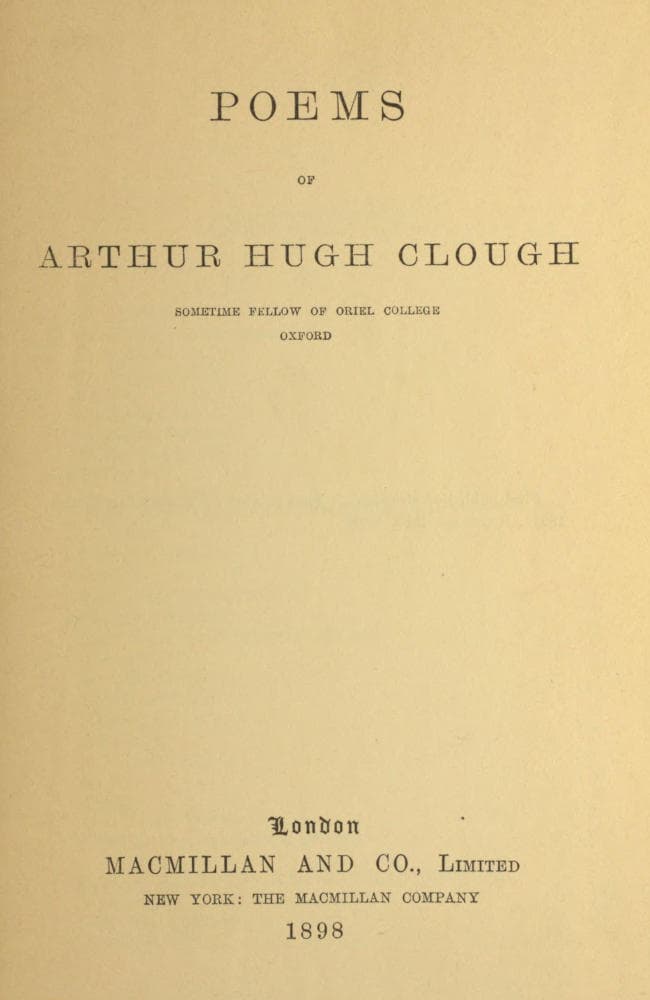 POEMS
OF
ARTHUR HUGH CLOUGH
SOMETIME FELLOW OF ORIEL COLLEGE
OXFORD
London
MACMILLAN AND CO., LIMITED
NEW YORK: THE MACMILLAN COMPANY
1898